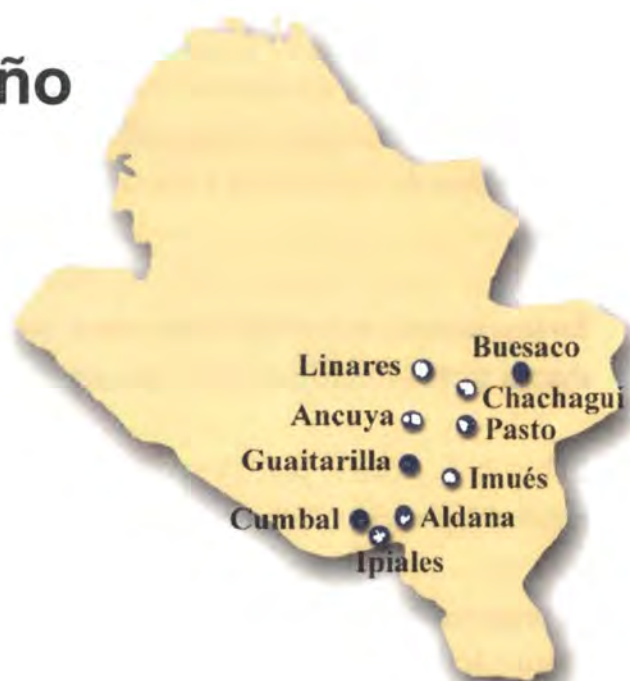 ño
Buesaco
Linares
Chachagui
Ancuya
Pasto
Guaitarilla
Imués
Cumbal
Aldana
Ipiales